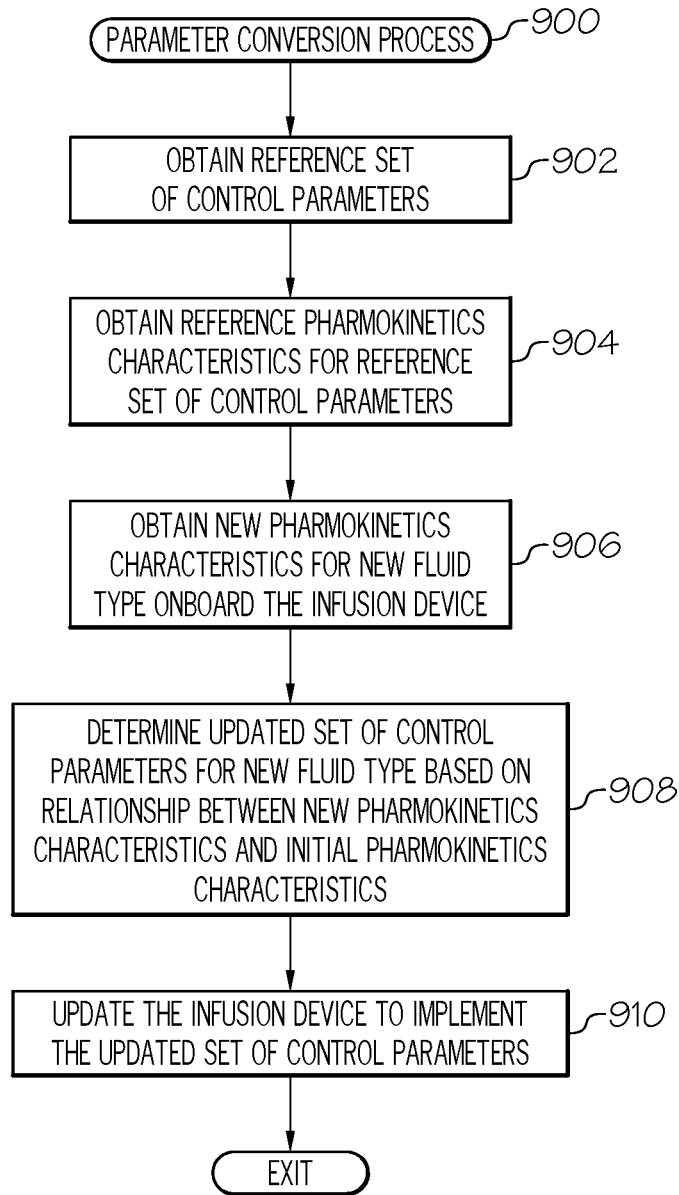 PARAMETER CONVERSION PROCESS
900
OBTAIN REFERENCE SET
OF CONTROL PARAMETERS
902
OBTAIN REFERENCE PHARMOKINETICS
CHARACTERISTICS FOR REFERENCE
SET OF CONTROL PARAMETERS
904
OBTAIN NEW PHARMOKINETICS
CHARACTERISTICS FOR NEW FLUID
TYPE ONBOARD THE INFUSION DEVICE
906
DETERMINE UPDATED SET OF CONTROL
PARAMETERS FOR NEW FLUID TYPE BASED ON
RELATIONSHIP BETWEEN NEW PHARMOKINETICS
CHARACTERISTICS AND INITIAL PHARMOKINETICS
CHARACTERISTICS
908
UPDATE THE INFUSION DEVICE TO IMPLEMENT
THE UPDATED SET OF CONTROL PARAMETERS
910
EXIT